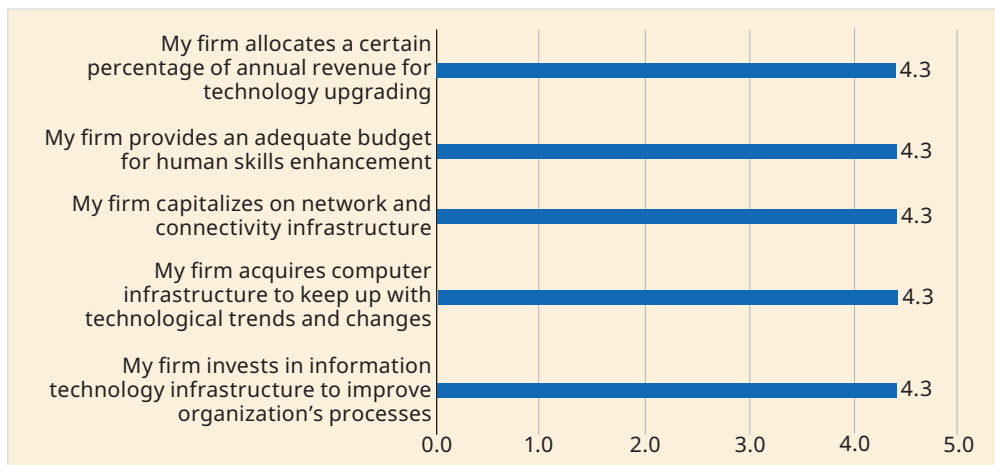 My firm allocates a certain
percentage of annual revenue for
technology upgrading
4.3
My firm provides an adequate budget
for human skills enhancement
4.3
My firm capitalizes on network and
connectivity infrastructure
4.3
My firm acquires computer
infrastructure to keep up with
technological trends and changes
4.3
My firm invests in information
technology infrastructure to improve
organization’s processes
4.3
0.0 1.0 2.0 3.0 4.0 5.0